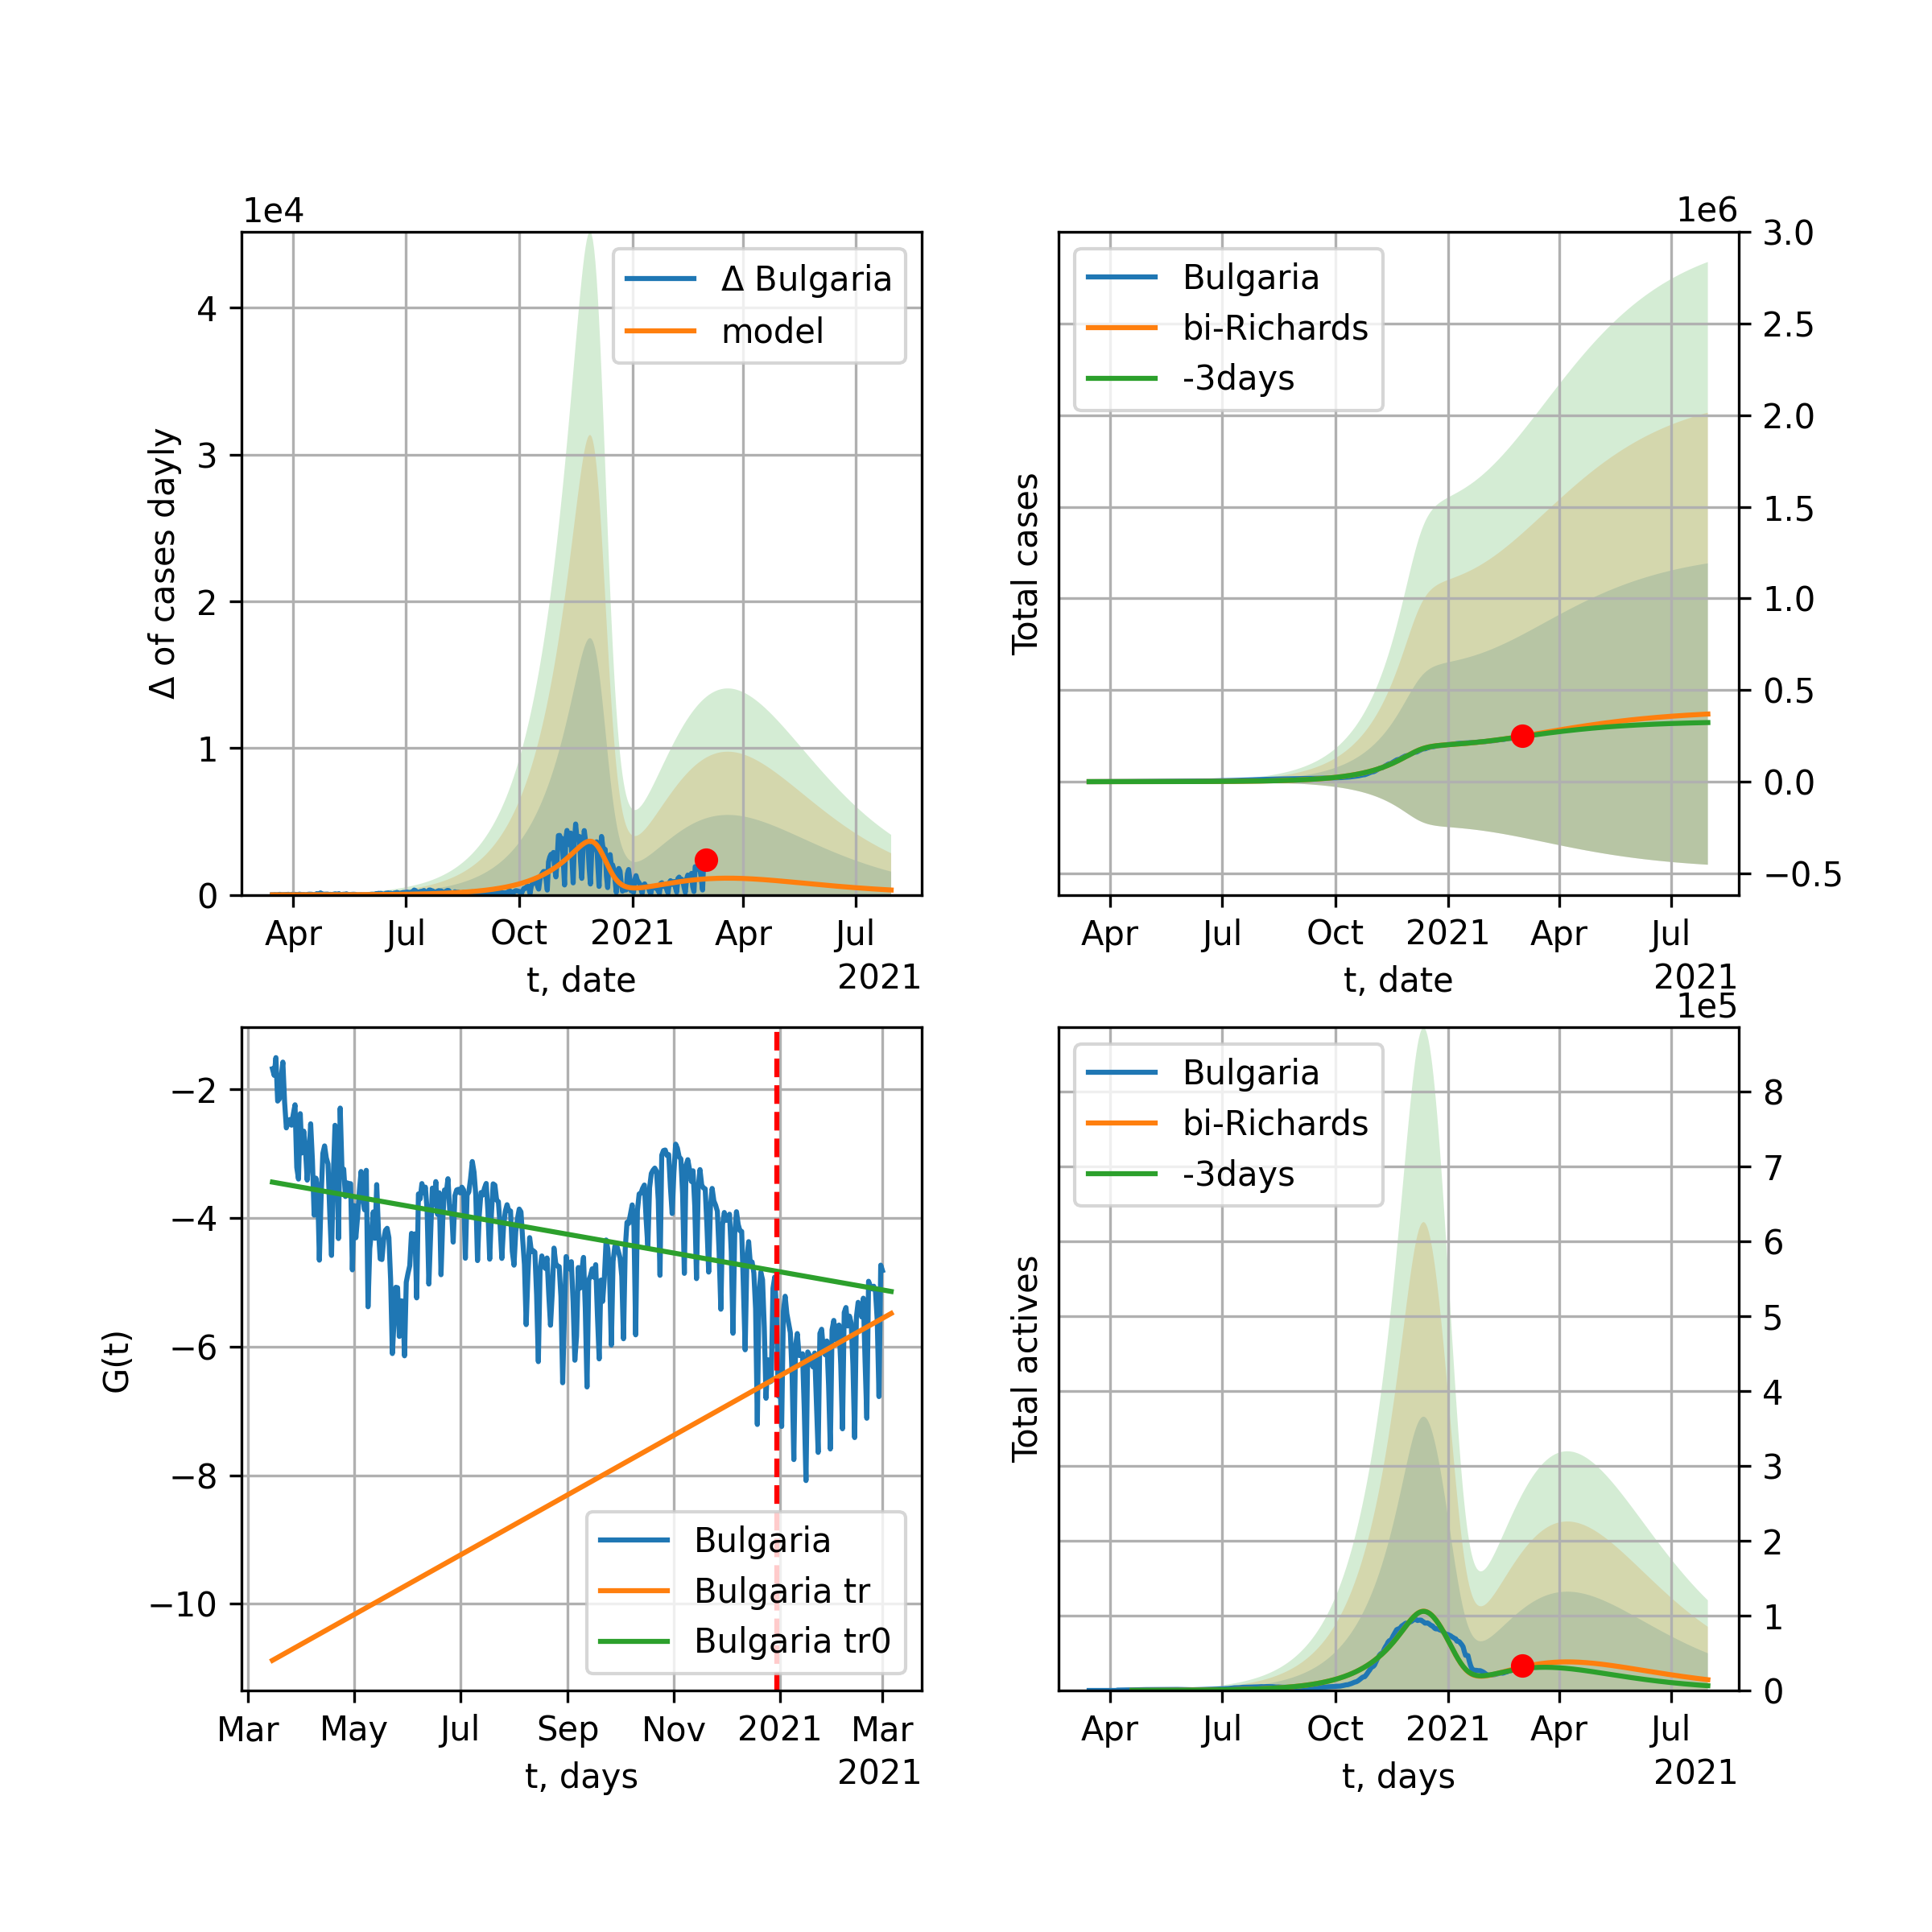 1e4
Δ of cases dayly
4
3
2
1
0
Δ Bulgaria
model
Apr Jul Oct 2021 Apr Jul
t, date
2021
1e6
Total cases
3.0
2.5
2.0
1.5
1.0
0.5
0.0
−0.5
Bulgaria
bi-Richards
-3days
Apr Jul Oct 2021 Apr Jul
t, date
2021
G(t)
−2
−4
−6
−8
−10
Bulgaria
Bulgaria tr
Bulgaria tr0
Mar May Jul Sep Nov 2021 Mar
t, days
2021
1e5
Total actives
8
7
6
5
4
3
2
1
0
Bulgaria
bi-Richards
-3days
Apr Jul Oct 2021 Apr Jul
t, days
2021